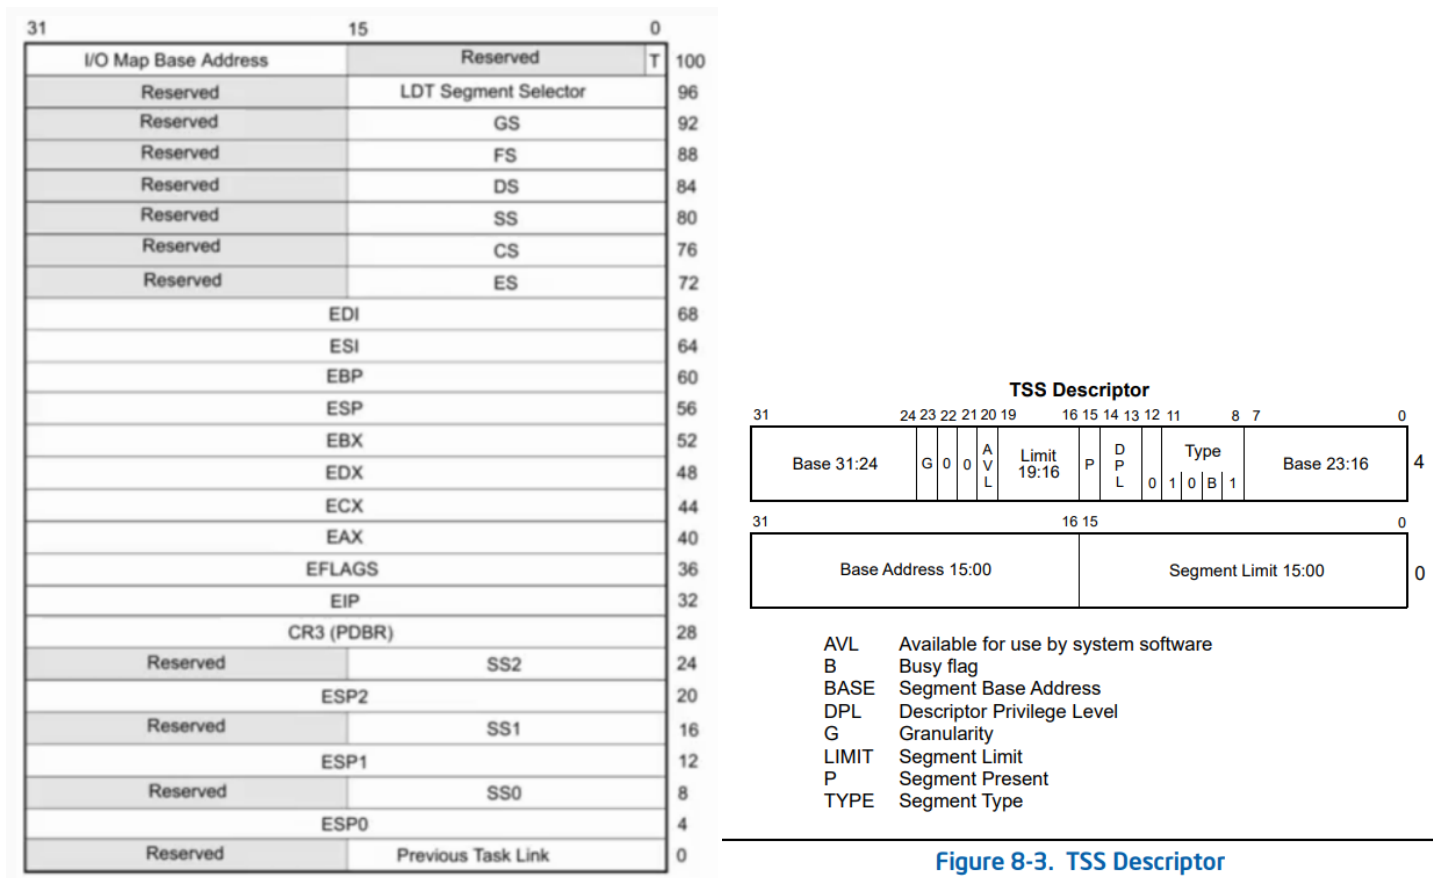 31 15 0
I/O Map Base Address Reserved T 100
Reserved LDT Segment Selector 96
Reserved GS 92
Reserved FS 88
Reserved DS 84
Reserved SS 80
Reserved CS 76
Reserved ES 72
EDI 68
ESI 64
EBP 60
ESP 56
EBX 52
EDX 48
ECX 44
EAX 40
EFLAGS 36
EIP 32
CR3 (PDBR) 28
Reserved SS2 24
ESP2 20
Reserved SS1 16
ESP1 12
Reserved SS0 8
ESP0 4
Reserved Previous Task Link 0
TSS Descriptor
31 24 23 22 21 20 19 16 15 14 13 12 11 8 7 0
Base 31:24 G 0 0 AVL Limit 19:16 P DPL 0 Type 1 0 B 1 Base 23:16 4
31 16 15 0
Base Address 15:00 Segment Limit 15:00 0
AVL Available for use by system software
B Busy flag
BASE Segment Base Address
DPL Descriptor Privilege Level
G Granularity
LIMIT Segment Limit
P Segment Present
TYPE Segment Type
Figure 8-3. TSS Descriptor